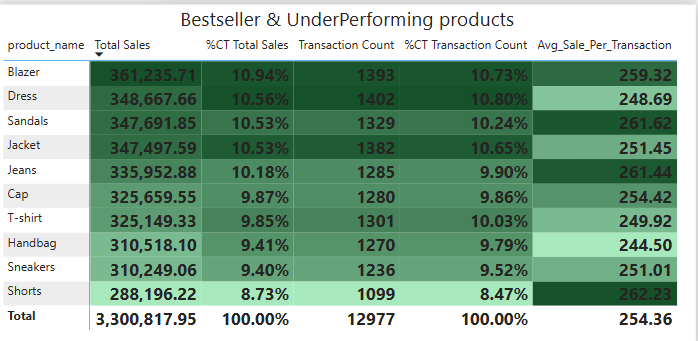 Bestseller & UnderPerforming products
product_name Total Sales %CT Total Sales Transaction Count %CT Transaction Count Avg_Sale_Per_Transaction
Blazer 361,235.71 10.94% 1393 10.73% 259.32
Dress 348,667.66 10.56% 1402 10.80% 248.69
Sandals 347,691.85 10.53% 1329 10.24% 261.62
Jacket 347,497.59 10.53% 1382 10.65% 251.45
Jeans 335,952.88 10.18% 1285 9.90% 261.44
Cap 325,659.55 9.87% 1280 9.86% 254.42
T-shirt 325,149.33 9.85% 1301 10.03% 249.92
Handbag 310,518.10 9.41% 1270 9.79% 244.50
Sneakers 310,249.06 9.40% 1236 9.52% 251.01
Shorts 288,196.22 8.73% 1099 8.47% 262.23
Total 3,300,817.95 100.00% 12977 100.00% 254.36